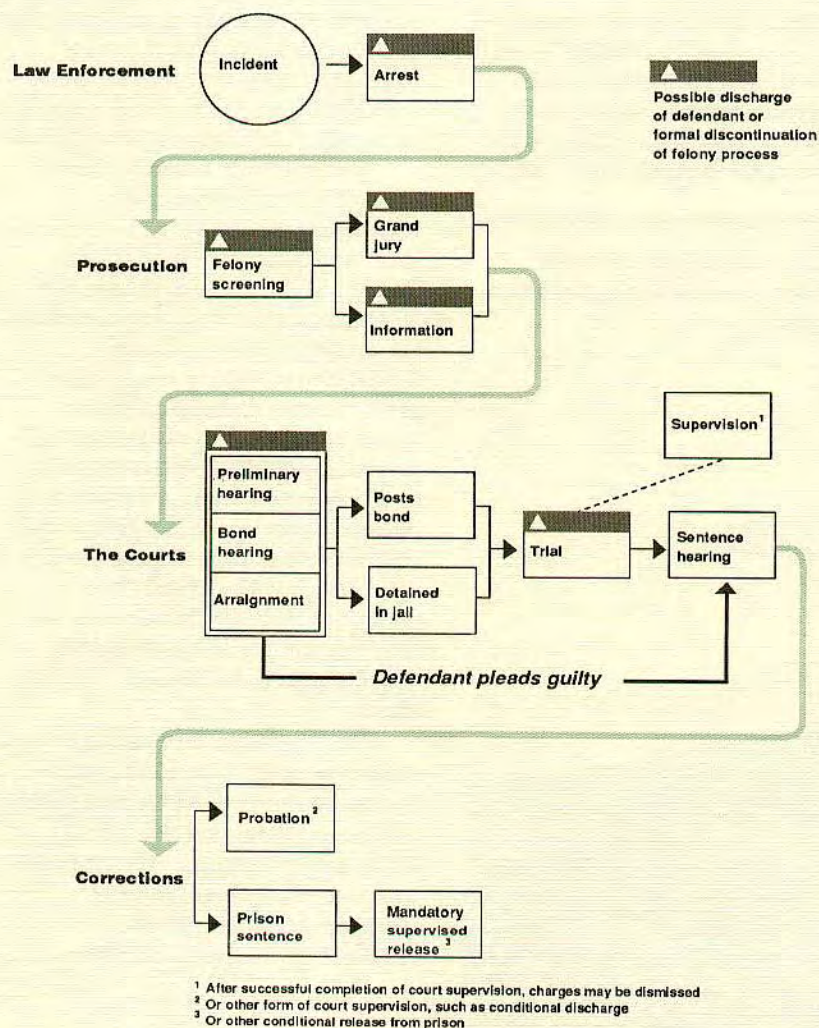 Law Enforcement
Incident
Arrest
Possible discharge
of defendant or
formal discontinuation
of felony process
Prosecution
Felony
screening
Grand
jury
Information
The Courts
Preliminary
hearing
Bond
hearing
Arraignment
Posts
bond
Detained
in jail
Trial
Supervision¹
Sentence
hearing
Defendant pleads guilty
Corrections
Probation²
Prison
sentence
Mandatory
supervised
release³
¹ After successful completion of court supervision, charges may be dismissed
² Or other form of court supervision, such as conditional discharge
³ Or other conditional release from prison